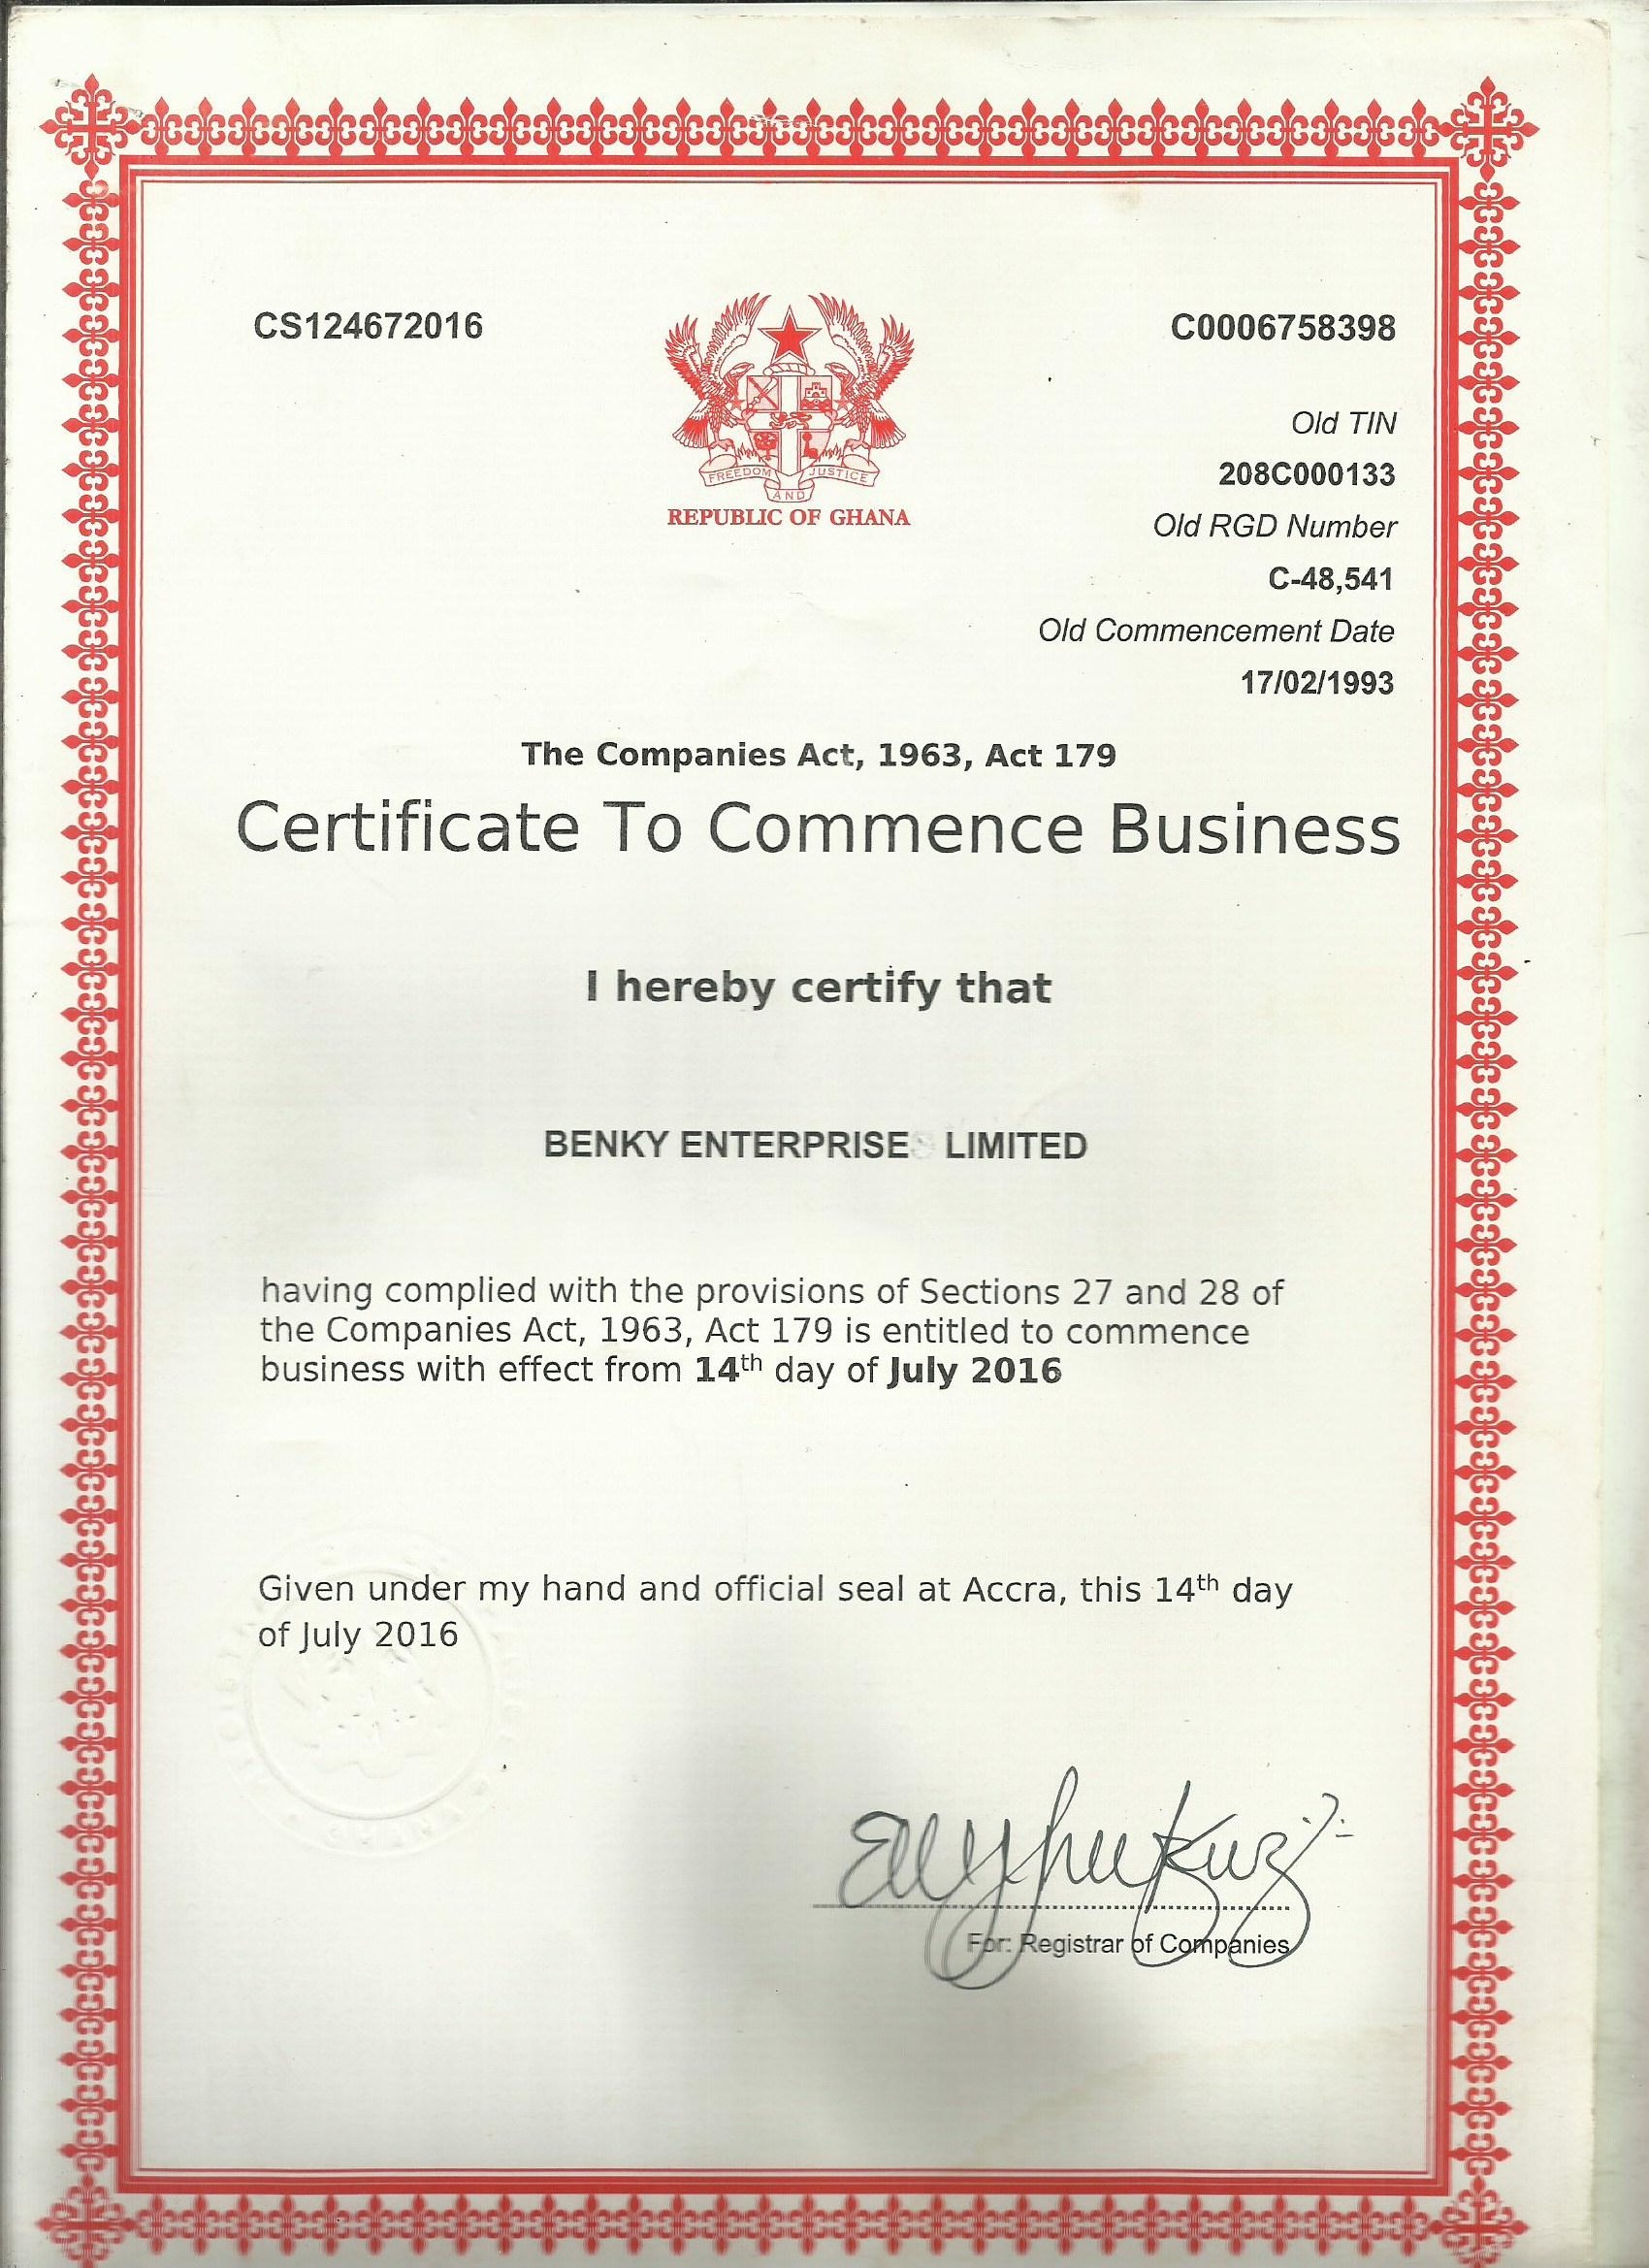 CS124672016
C0006758398
FREEDOM AND JUSTICE
REPUBLIC OF GHANA
Old TIN
208C000133
Old RGD Number
C-48,541
Old Commencement Date
17/02/1993
The Companies Act, 1963, Act 179
Certificate To Commence Business
I hereby certify that
BENKY ENTERPRISE LIMITED
having complied with the provisions of Sections 27 and 28 of
the Companies Act, 1963, Act 179 is entitled to commence
business with effect from 14th day of July 2016
Given under my hand and official seal at Accra, this 14th day
of July 2016
For: Registrar of Companies